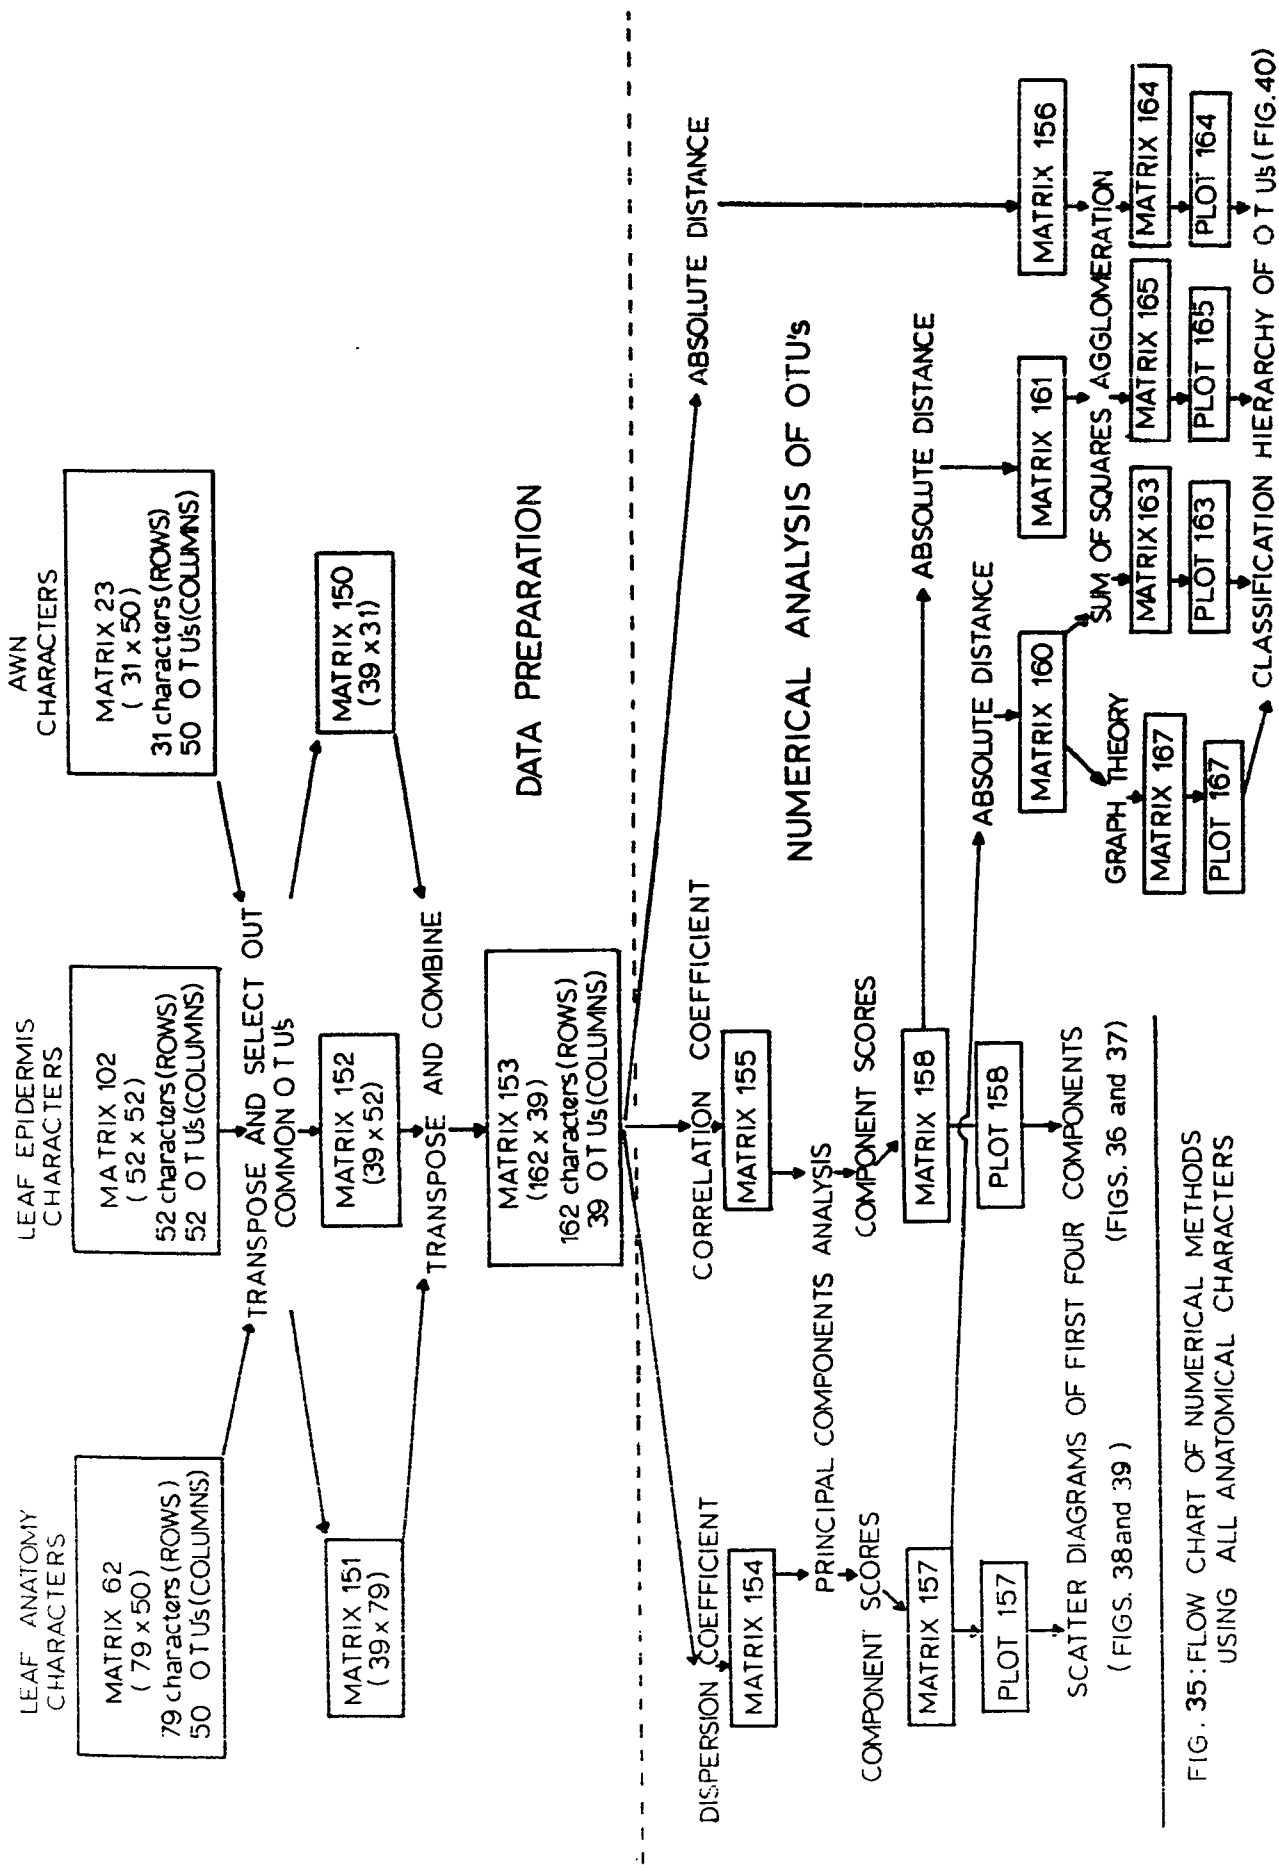 LEAF ANATOMY
CHARACTERS
LEAF EPIDERMIS
CHARACTERS
AWN
CHARACTERS
MATRIX 62
( 79 x 50)
79 characters (ROWS)
50 O T U's (COLUMNS)
MATRIX 102
( 52 x 52)
52 characters (ROWS)
52 O T U's (COLUMNS)
MATRIX 23
( 31 x 50)
31 characters (ROWS)
50 O T U's (COLUMNS)
TRANSPOSE AND SELECT OUT
COMMON O T U's
MATRIX 151
(39 x 79)
MATRIX 152
(39 x 52)
MATRIX 150
(39 x 31)
TRANSPOSE AND COMBINE
MATRIX 153
(162 x 39)
162 characters (ROWS)
39 O T Us (COLUMNS)
DATA PREPARATION
DISPERSION COEFFICIENT
CORRELATION COEFFICIENT
ABSOLUTE DISTANCE
MATRIX 154
MATRIX 155
NUMERICAL ANALYSIS OF OTU's
PRINCIPAL COMPONENTS ANALYSIS
COMPONENT SCORES
COMPONENT SCORES
MATRIX 157
MATRIX 158
ABSOLUTE DISTANCE
PLOT 157
PLOT 158
ABSOLUTE DISTANCE
MATRIX 160
MATRIX 161
MATRIX 156
SCATTER DIAGRAMS OF FIRST FOUR COMPONENTS
(FIGS. 38 and 39 )
(FIGS. 36 and 37)
GRAPH THEORY
SUM OF SQUARES AGGLOMERATION
MATRIX 167
MATRIX 163
MATRIX 165
MATRIX 164
PLOT 167
PLOT 163
PLOT 165
PLOT 164
CLASSIFICATION HIERARCHY OF O T Us (FIG. 40)
FIG. 35: FLOW CHART OF NUMERICAL METHODS
USING ALL ANATOMICAL CHARACTERS